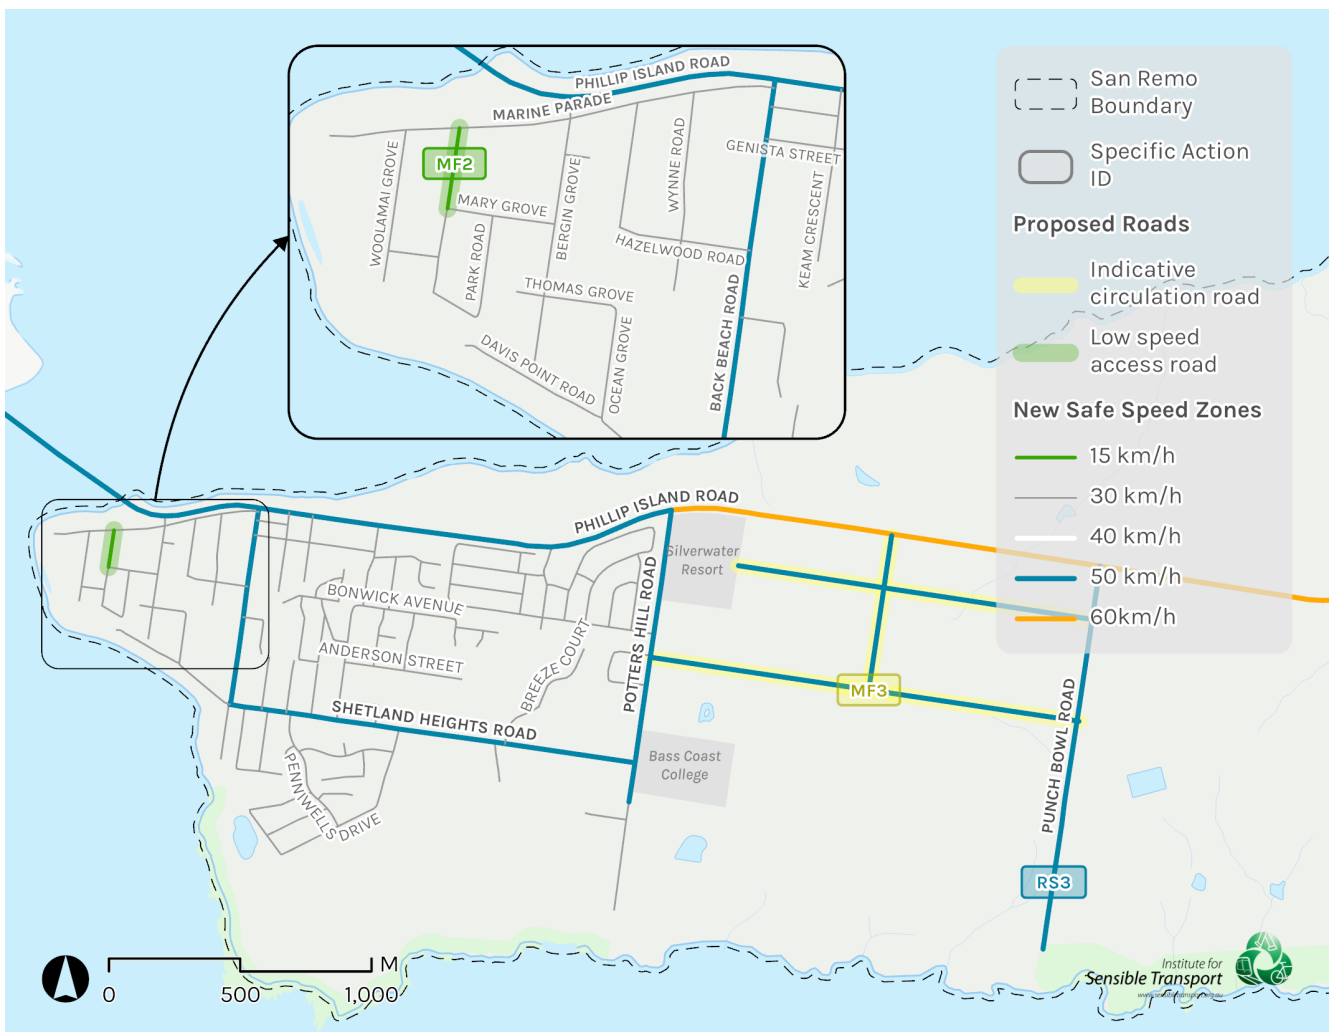 PHILLIP ISLAND ROAD
MARINE PARADE
MF2
WOOLAMAI GROVE
MARY GROVE
PARK ROAD
BERGIN GROVE
WYNNE ROAD
GENISTA STREET
KEAM CRESCENT
HAZELWOOD ROAD
THOMAS GROVE
OCEAN GROVE
DAVIS POINT ROAD
BACK BEACH ROAD
San Remo
Boundary
Specific Action
ID
Proposed Roads
Indicative
circulation road
Low speed
access road
New Safe Speed Zones
15 km/h
30 km/h
40 km/h
50 km/h
60km/h
PHILLIP ISLAND ROAD
Silverwater
Resort
BONWICK AVENUE
ANDERSON STREET
BREEZE COURT
POTTERS HILL ROAD
SHETLAND HEIGHTS ROAD
PENNIWELLS DRIVE
Bass Coast
College
MF3
PUNCH BOWL ROAD
RS3
M
0
500
1,000
Institute for
Sensible Transport
www.sensibletransport.org.au